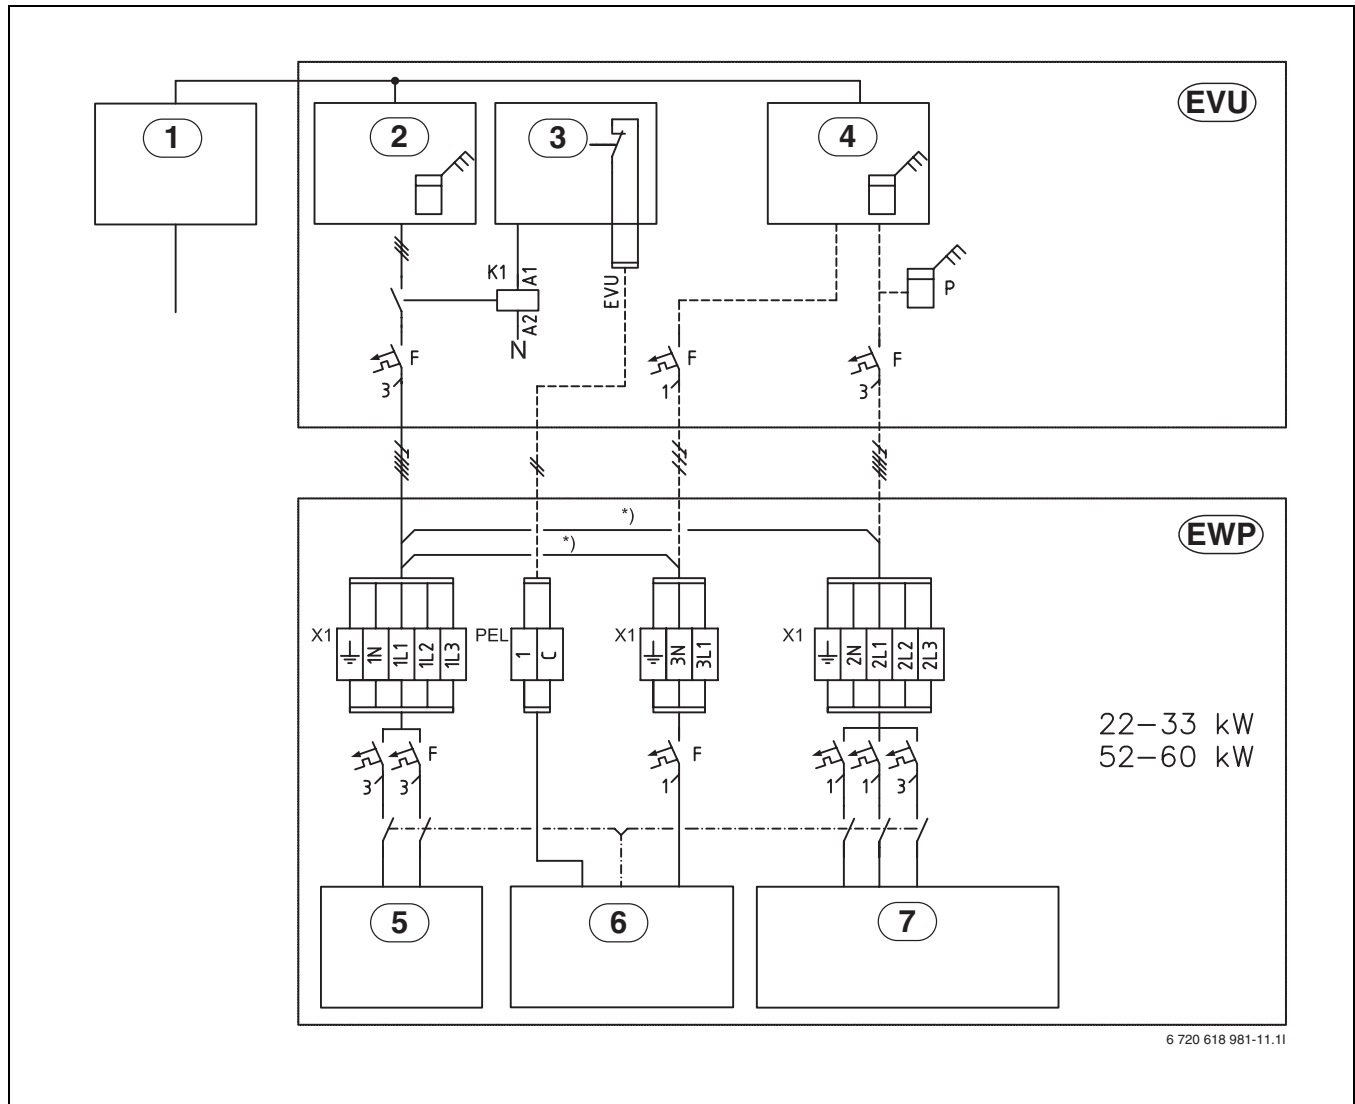 EVU
1
2
3
4
K1
A1
A2
N
EVU
P
F
3
F
1
F
3
EWP
*)
*)
X1
1N
1L1
1L2
1L3
PEL
1
C
X1
3N
3L1
X1
2N
2L1
2L2
2L3
22-33 kW
52-60 kW
F
3
3
F
1
1
1
3
5
6
7
6 720 618 981-11.1I